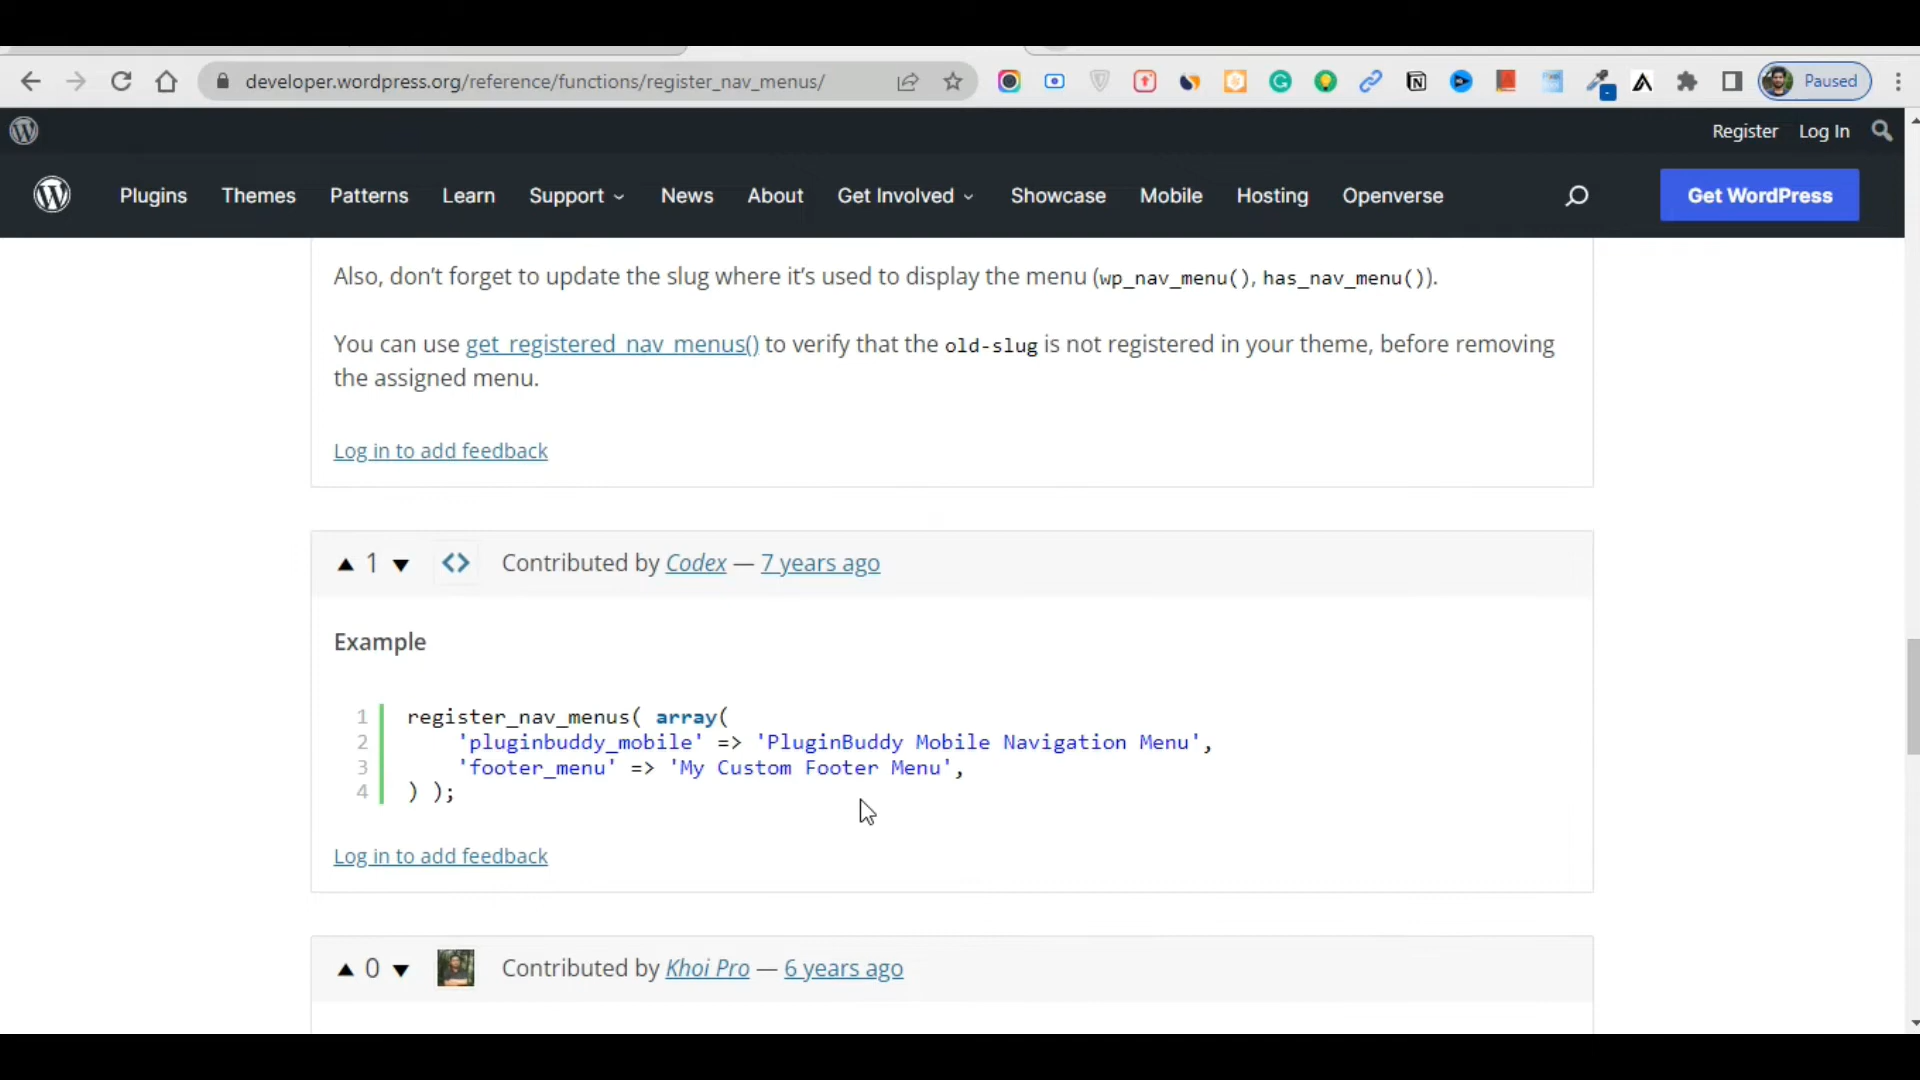 developer.wordpress.org/reference/functions/register_nav_menus/
Paused
Register Log In
Plugins Themes Patterns Learn Support News About Get Involved Showcase Mobile Hosting Openverse Get WordPress
Also, don't forget to update the slug where it's used to display the menu (wp_nav_menu(), has_nav_menu()).
You can use get_registered_nav_menus() to verify that the old-slug is not registered in your theme, before removing
the assigned menu.
Log in to add feedback
1 Contributed by Codex — 7 years ago
Example
1 register_nav_menus( array(
2 'pluginbuddy_mobile' => 'PluginBuddy Mobile Navigation Menu',
3 'footer_menu' => 'My Custom Footer Menu',
4 ) );
Log in to add feedback
0 Contributed by Khoi Pro — 6 years ago